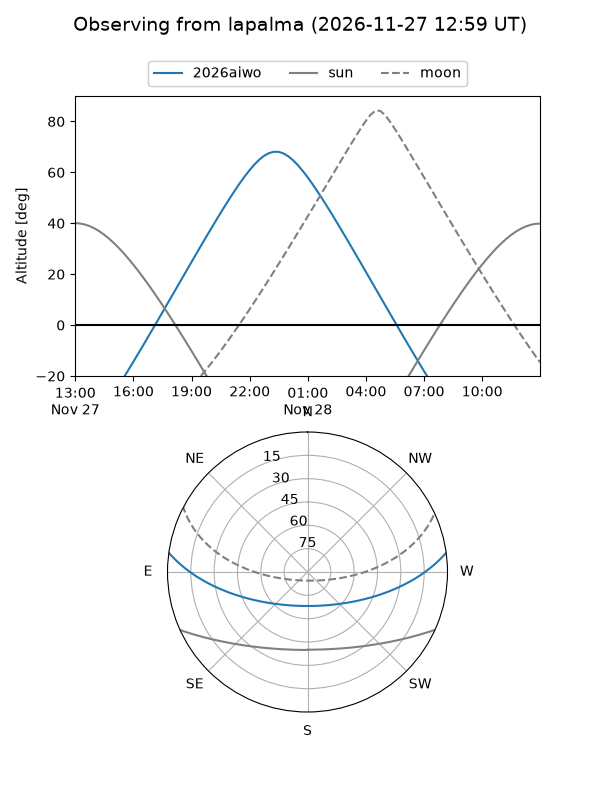 Observing from lapalma (2026-11-27 12:59 UT)
2026aiwo sun moon
Altitude [deg]
80
60
40
20
0
−20
13:00 16:00 19:00 22:00 01:00 04:00 07:00 10:00
Nov 27 Nov 28
N
NE NW
15
30
45
60
75
E W
SE SW
S